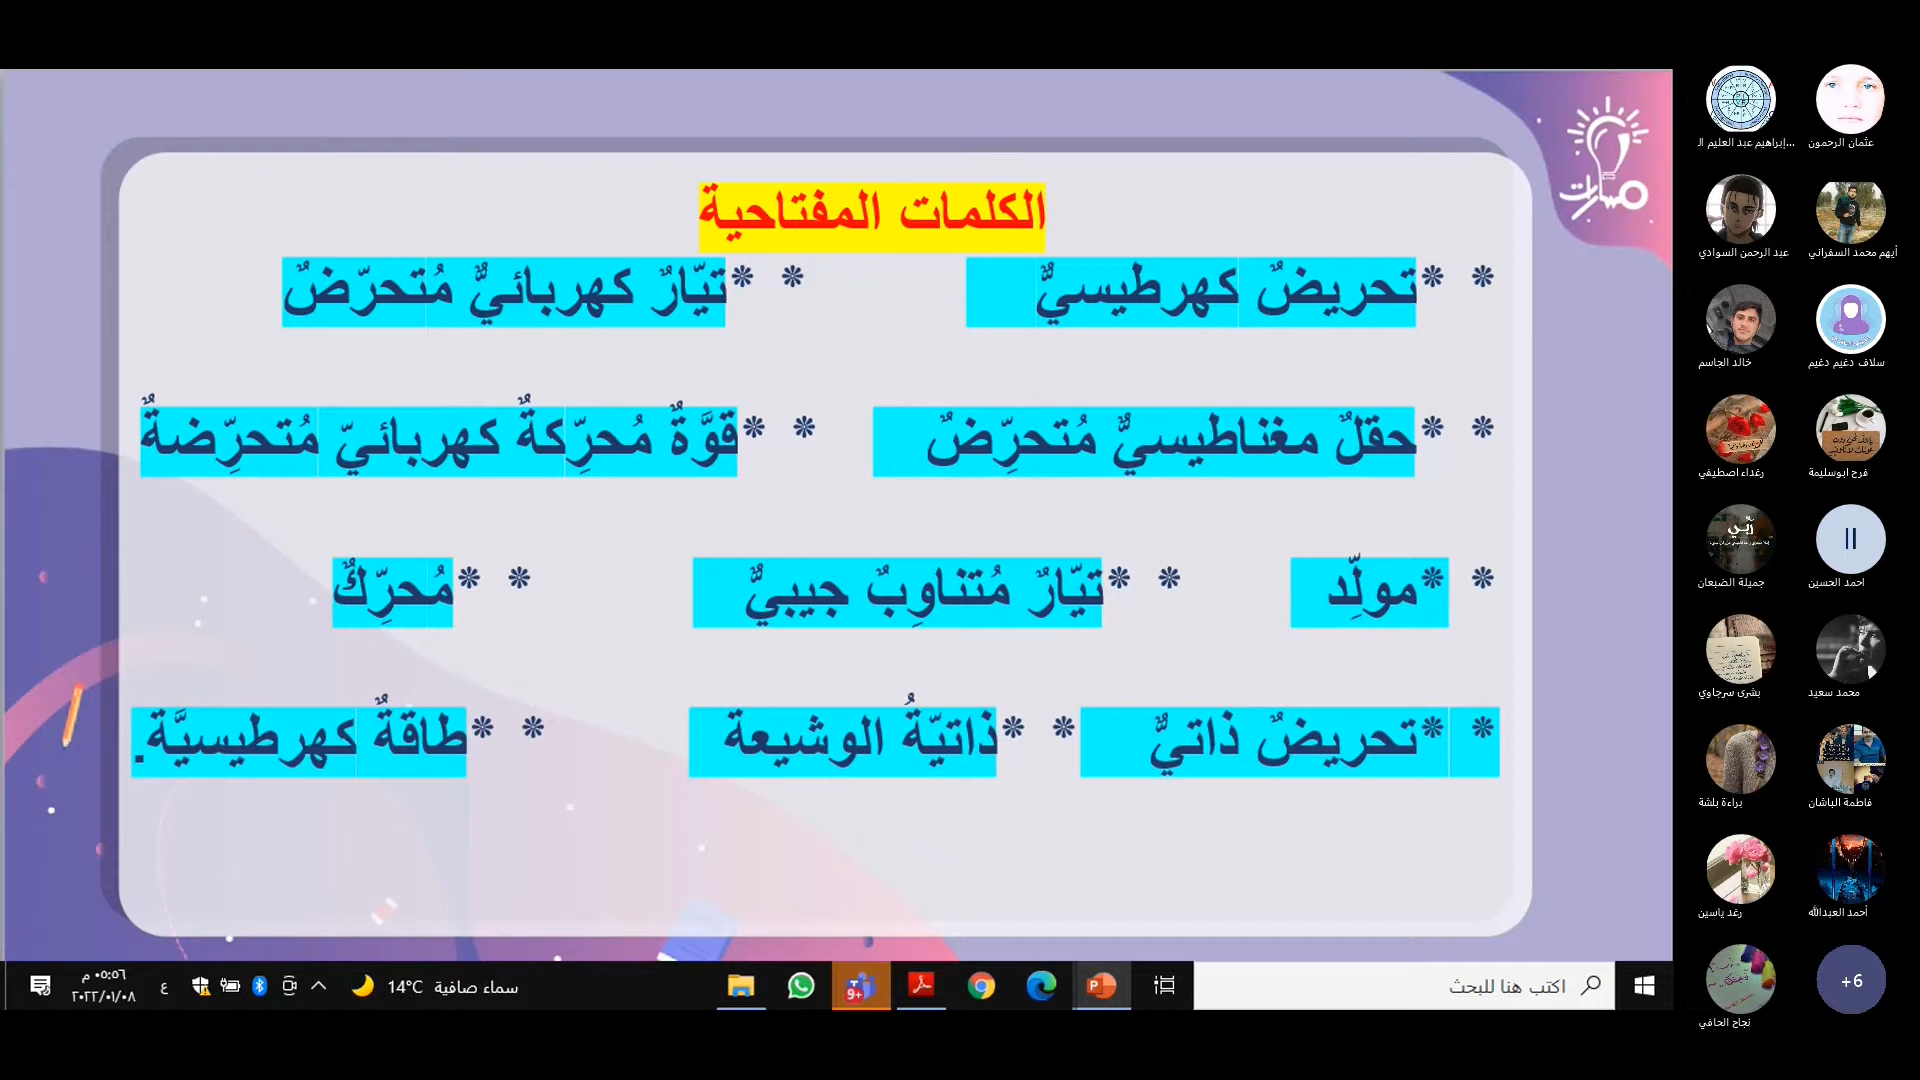 مسارات
الكلمات المفتاحية
* *تحريضٌ كهرطيسيٌّ * *تيّارٌ كهربائيٌّ مُتحرّضٌ
* *حقلٌ مغناطيسيٌّ مُتحرِّضٌ * *قوَّةٌ مُحرِّكةٌ كهربائيّ مُتحرِّضةٌ
* *مولِّد * *تيّارٌ مُتناوِبٌ جيبيٌّ * *مُحرِّكٌ
* *تحريضٌ ذاتيٌّ * *ذاتيّةُ الوشيعة * *طاقةٌ كهرطيسيَّة.
عثمان الرحمون
إبراهيم عبد العليم ال...
أيهم محمد السفراني
عبد الرحمن السوادي
سلاف دغيم دغيم
خالد الجاسم
فرح ابوسليمة
رغداء اصطيفي
احمد الحسين
جميلة الضبعان
محمد سعيد
بشرى سرجاوي
فاطمة الباشان
براءة بلشة
أحمد العبدالله
رغد ياسين
+6
نجاح الحافي
اكتب هنا للبحث
9+
سماء صافية 14°C
ع
٠٥:٥٦ م
٢٠٢٢/٠١/٠٨